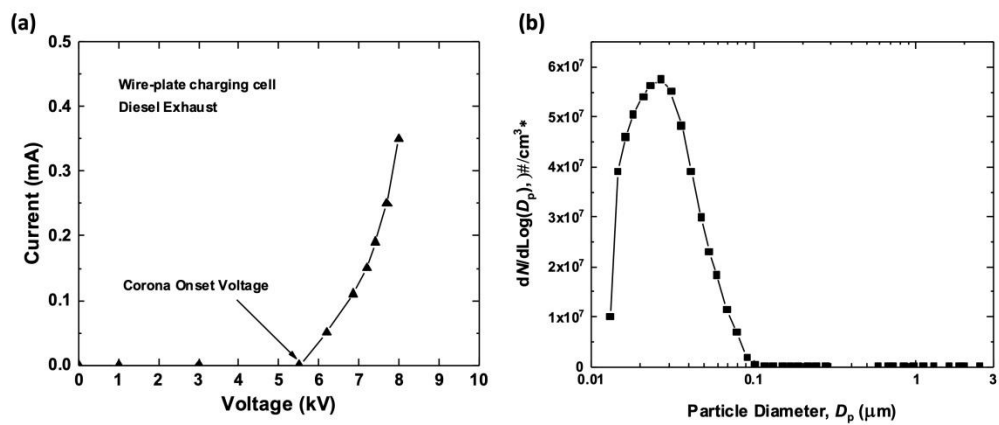 (a)
0.5
0.4
0.3
0.2
0.1
0.0
Current (mA)
Wire-plate charging cell
Diesel Exhaust
Corona Onset Voltage
0 1 2 3 4 5 6 7 8 9 10
Voltage (kV)
(b)
6x10⁷
5x10⁷
4x10⁷
3x10⁷
2x10⁷
1x10⁷
dN/dLog(Dₚ), )#/cm³*
0.01 0.1 1 3
Particle Diameter, Dₚ (μm)